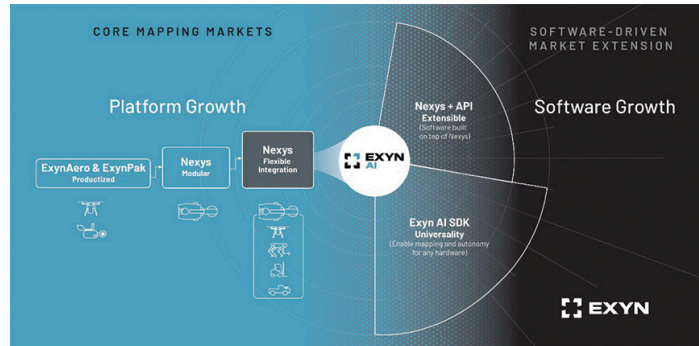 CORE MAPPING MARKETS
SOFTWARE-DRIVEN
MARKET EXTENSION
Platform Growth
Software Growth
ExynAero & ExynPak
Productized
Nexys
Modular
Nexys
Flexible
Integration
EXYN
AI
Nexys + API
Extensible
(Software built
on top of Nexys)
Exyn AI SDK
Universality
(Enable mapping and autonomy
for any hardware)
EXYN